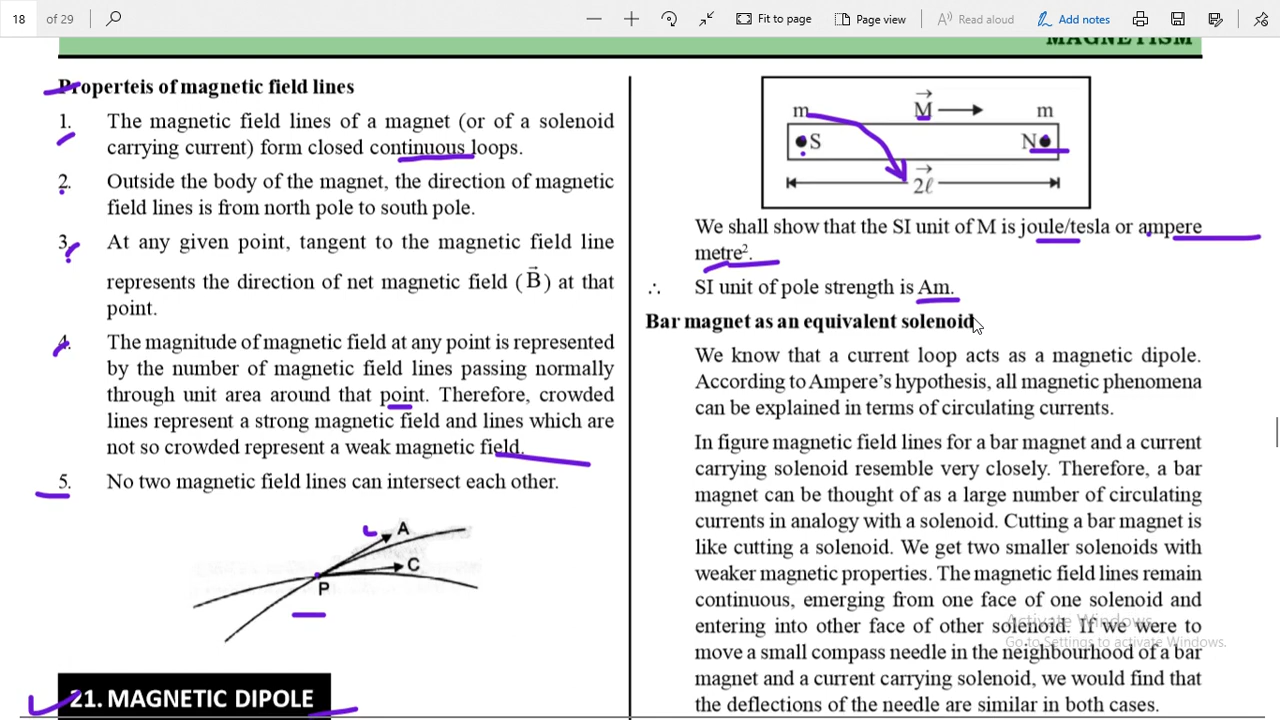 18 of 29
Fit to page
Page view
Read aloud
Add notes
MAGNETISM
Properteis of magnetic field lines
1. The magnetic field lines of a magnet (or of a solenoid
carrying current) form closed continuous loops.
2. Outside the body of the magnet, the direction of magnetic
field lines is from north pole to south pole.
3. At any given point, tangent to the magnetic field line
represents the direction of net magnetic field (B⃗) at that
point.
4. The magnitude of magnetic field at any point is represented
by the number of magnetic field lines passing normally
through unit area around that point. Therefore, crowded
lines represent a strong magnetic field and lines which are
not so crowded represent a weak magnetic field.
5. No two magnetic field lines can intersect each other.
A
C
P
21. MAGNETIC DIPOLE
m M⃗ m
S N
2ℓ⃗
We shall show that the SI unit of M is joule/tesla or ampere
metre².
∴ SI unit of pole strength is Am.
Bar magnet as an equivalent solenoid
We know that a current loop acts as a magnetic dipole.
According to Ampere's hypothesis, all magnetic phenomena
can be explained in terms of circulating currents.
In figure magnetic field lines for a bar magnet and a current
carrying solenoid resemble very closely. Therefore, a bar
magnet can be thought of as a large number of circulating
currents in analogy with a solenoid. Cutting a bar magnet is
like cutting a solenoid. We get two smaller solenoids with
weaker magnetic properties. The magnetic field lines remain
continuous, emerging from one face of one solenoid and
entering into other face of other solenoid. If we were to
move a small compass needle in the neighbourhood of a bar
magnet and a current carrying solenoid, we would find that
the deflections of the needle are similar in both cases.
Activate Windows
Go to Settings to activate Windows.